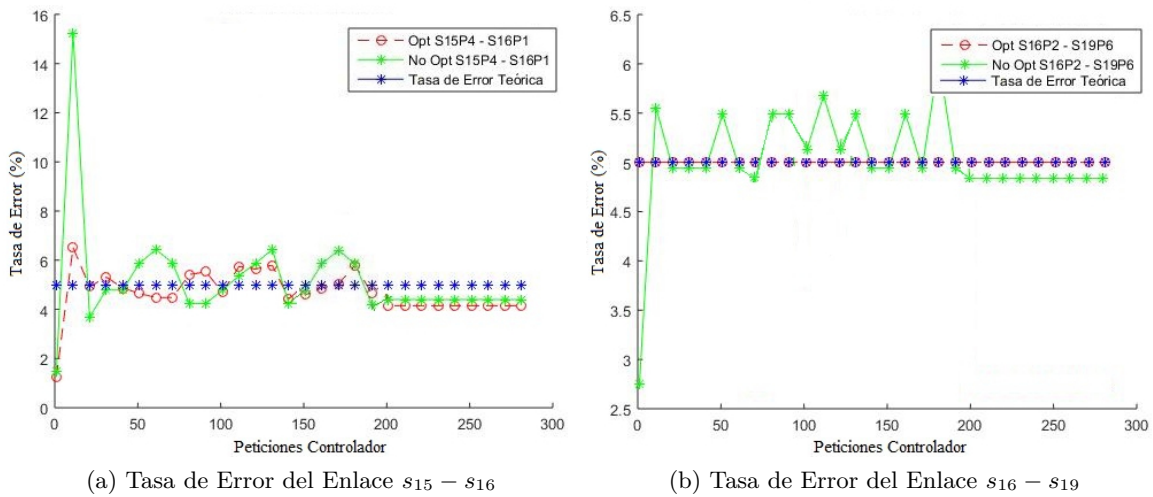 16
14
12
10
8
6
4
2
0
Tasa de Error (%)
Opt S15P4 - S16P1
No Opt S15P4 - S16P1
Tasa de Error Teórica
0 50 100 150 200 250 300
Peticiones Controlador
(a) Tasa de Error del Enlace s15 − s16
6.5
6
5.5
5
4.5
4
3.5
3
2.5
Tasa de Error (%)
Opt S16P2 - S19P6
No Opt S16P2 - S19P6
Tasa de Error Teórica
0 50 100 150 200 250 300
Peticiones Controlador
(b) Tasa de Error del Enlace s16 − s19